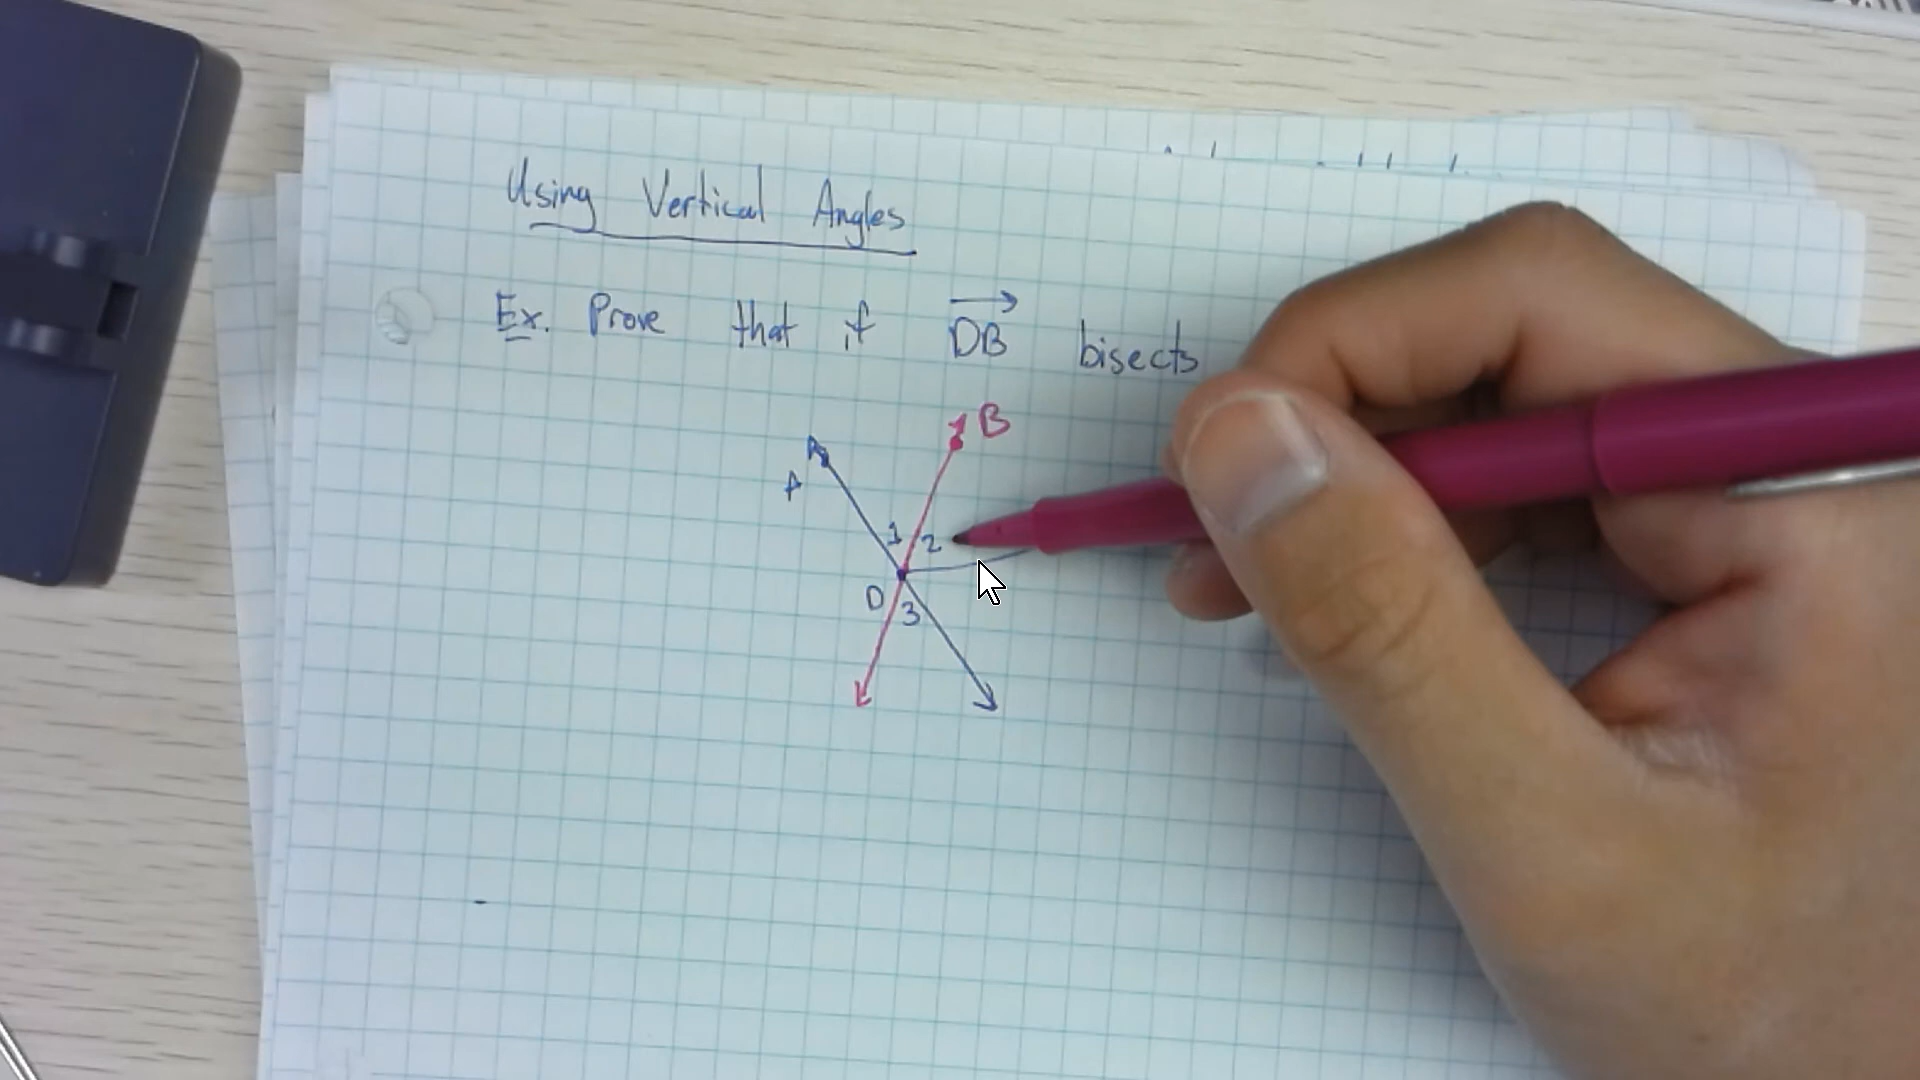 Using Vertical Angles
Ex. Prove that if DB bisects
B
A
1 2
D 3